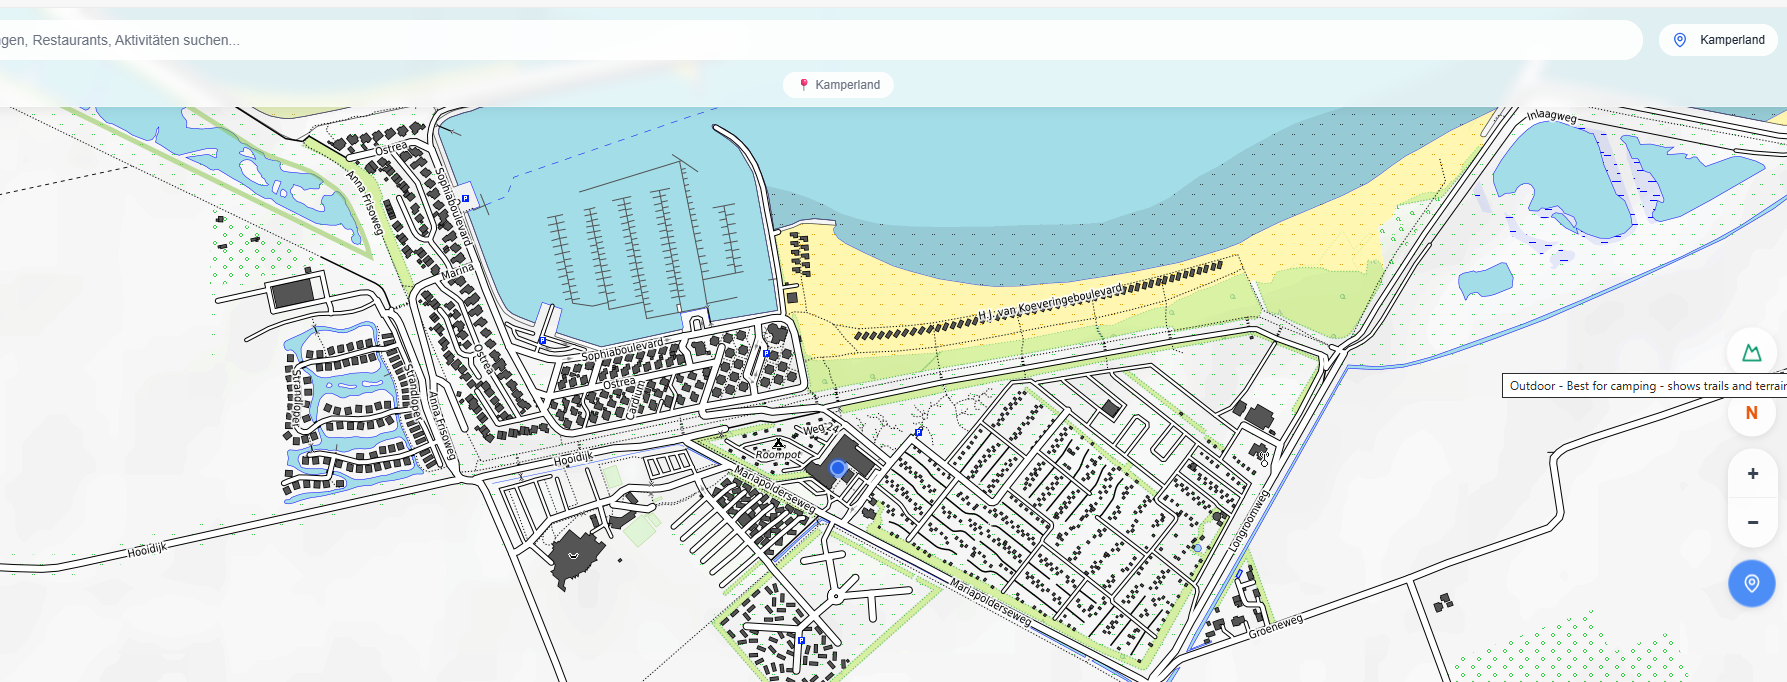 gen, Restaurants, Aktivitäten suchen...
Kamperland
Kamperland
Inlaagweg
Ostrea
Anna Frisoweg
Sophiaboulevard
Marina
H.J. van Koeveringeboulevard
Sophiaboulevard
Ostrea
Ostrea
Cardium
Strandloper
Strandloper
Anna Frisoweg
Outdoor - Best for camping - shows trails and terrain
N
Weg 24
Roompot
Hooidijk
Mariapolderseweg
+
−
Hooidijk
Longroomweg
Mariapolderseweg
Groeneweg
P
P
P
P
P